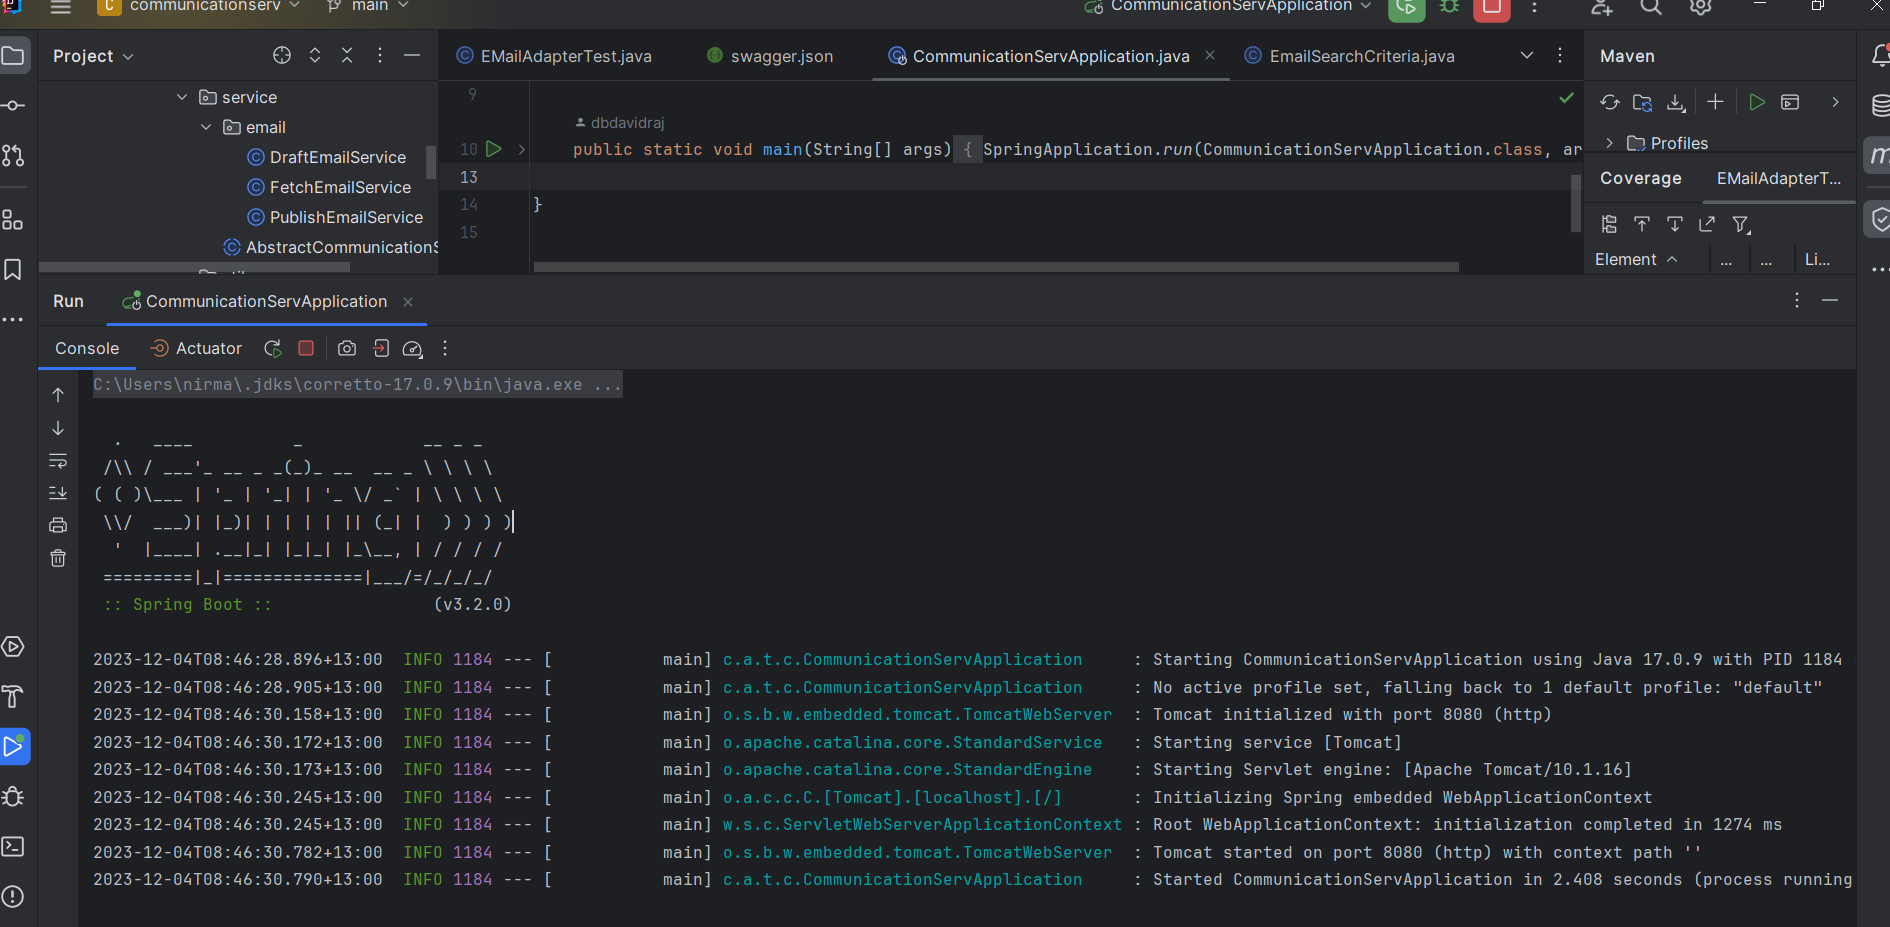 C communicationserv main CommunicationServApplication
Project
EMailAdapterTest.java swagger.json CommunicationServApplication.java EmailSearchCriteria.java
Maven
service
email
DraftEmailService
FetchEmailService
PublishEmailService
AbstractCommunicationS
9
dbdavidraj
10 public static void main(String[] args) { SpringApplication.run(CommunicationServApplication.class, ar
13
14 }
15
Profiles
Coverage EMailAdapterT...
Element ... ... Li...
Run CommunicationServApplication
Console Actuator
C:\Users\nirma\.jdks\corretto-17.0.9\bin\java.exe ...
  .   ____          _            __ _ _
 /\\ / ___'_ __ _ _(_)_ __  __ _ \ \ \ \
( ( )\___ | '_ | '_| | '_ \/ _` | \ \ \ \
 \\/  ___)| |_)| | | | | || (_| |  ) ) ) )
  '  |____| .__|_| |_|_| |_\__, | / / / /
 =========|_|==============|___/=/_/_/_/
 :: Spring Boot ::                (v3.2.0)
2023-12-04T08:46:28.896+13:00  INFO 1184 --- [           main] c.a.t.c.CommunicationServApplication     : Starting CommunicationServApplication using Java 17.0.9 with PID 1184
2023-12-04T08:46:28.905+13:00  INFO 1184 --- [           main] c.a.t.c.CommunicationServApplication     : No active profile set, falling back to 1 default profile: "default"
2023-12-04T08:46:30.158+13:00  INFO 1184 --- [           main] o.s.b.w.embedded.tomcat.TomcatWebServer  : Tomcat initialized with port 8080 (http)
2023-12-04T08:46:30.172+13:00  INFO 1184 --- [           main] o.apache.catalina.core.StandardService   : Starting service [Tomcat]
2023-12-04T08:46:30.173+13:00  INFO 1184 --- [           main] o.apache.catalina.core.StandardEngine    : Starting Servlet engine: [Apache Tomcat/10.1.16]
2023-12-04T08:46:30.245+13:00  INFO 1184 --- [           main] o.a.c.c.C.[Tomcat].[localhost].[/]       : Initializing Spring embedded WebApplicationContext
2023-12-04T08:46:30.245+13:00  INFO 1184 --- [           main] w.s.c.ServletWebServerApplicationContext : Root WebApplicationContext: initialization completed in 1274 ms
2023-12-04T08:46:30.782+13:00  INFO 1184 --- [           main] o.s.b.w.embedded.tomcat.TomcatWebServer  : Tomcat started on port 8080 (http) with context path ''
2023-12-04T08:46:30.790+13:00  INFO 1184 --- [           main] c.a.t.c.CommunicationServApplication     : Started CommunicationServApplication in 2.408 seconds (process running